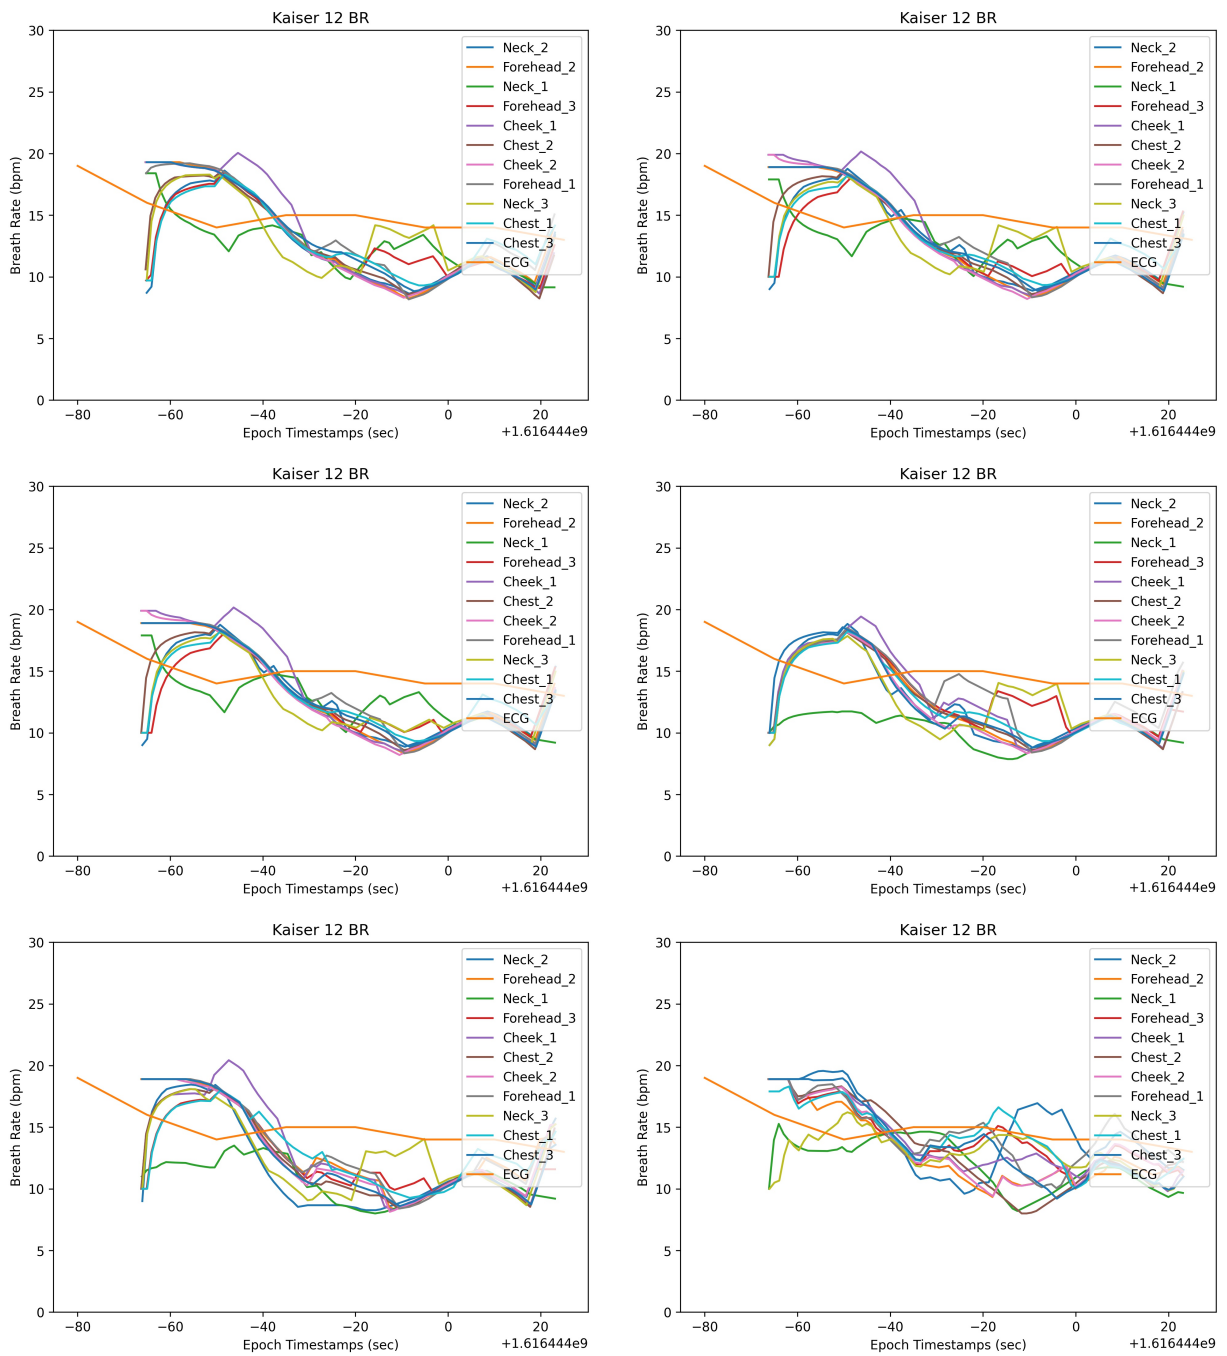 Kaiser 12 BR
30
25
20
15
10
5
0
Breath Rate (bpm)
Neck_2
Forehead_2
Neck_1
Forehead_3
Cheek_1
Chest_2
Cheek_2
Forehead_1
Neck_3
Chest_1
Chest_3
ECG
−80 −60 −40 −20 0 20
Epoch Timestamps (sec) +1.616444e9
Kaiser 12 BR
30
25
20
15
10
5
0
Breath Rate (bpm)
Neck_2
Forehead_2
Neck_1
Forehead_3
Cheek_1
Chest_2
Cheek_2
Forehead_1
Neck_3
Chest_1
Chest_3
ECG
−80 −60 −40 −20 0 20
Epoch Timestamps (sec) +1.616444e9
Kaiser 12 BR
30
25
20
15
10
5
0
Breath Rate (bpm)
Neck_2
Forehead_2
Neck_1
Forehead_3
Cheek_1
Chest_2
Cheek_2
Forehead_1
Neck_3
Chest_1
Chest_3
ECG
−80 −60 −40 −20 0 20
Epoch Timestamps (sec) +1.616444e9
Kaiser 12 BR
30
25
20
15
10
5
0
Breath Rate (bpm)
Neck_2
Forehead_2
Neck_1
Forehead_3
Cheek_1
Chest_2
Cheek_2
Forehead_1
Neck_3
Chest_1
Chest_3
ECG
−80 −60 −40 −20 0 20
Epoch Timestamps (sec) +1.616444e9
Kaiser 12 BR
30
25
20
15
10
5
0
Breath Rate (bpm)
Neck_2
Forehead_2
Neck_1
Forehead_3
Cheek_1
Chest_2
Cheek_2
Forehead_1
Neck_3
Chest_1
Chest_3
ECG
−80 −60 −40 −20 0 20
Epoch Timestamps (sec) +1.616444e9
Kaiser 12 BR
30
25
20
15
10
5
0
Breath Rate (bpm)
Neck_2
Forehead_2
Neck_1
Forehead_3
Cheek_1
Chest_2
Cheek_2
Forehead_1
Neck_3
Chest_1
Chest_3
ECG
−80 −60 −40 −20 0 20
Epoch Timestamps (sec) +1.616444e9